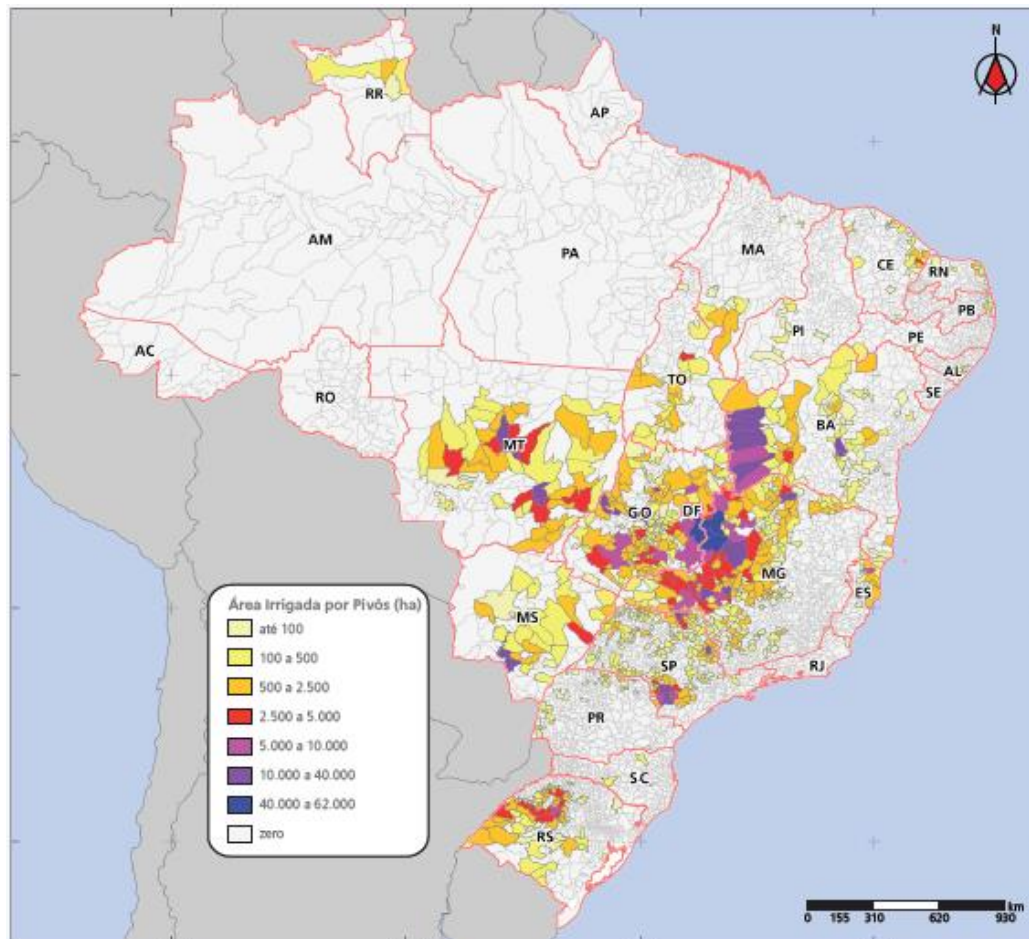 N
RR
AP
AM
PA
MA
CE
RN
PB
PI
PE
AC
TO
AL
SE
RO
BA
MT
GO
DF
MG
ES
MS
SP
RJ
PR
SC
RS
Área Irrigada por Pivôs (ha)
até 100
100 a 500
500 a 2.500
2.500 a 5.000
5.000 a 10.000
10.000 a 40.000
40.000 a 62.000
zero
km
0 155 310 620 930